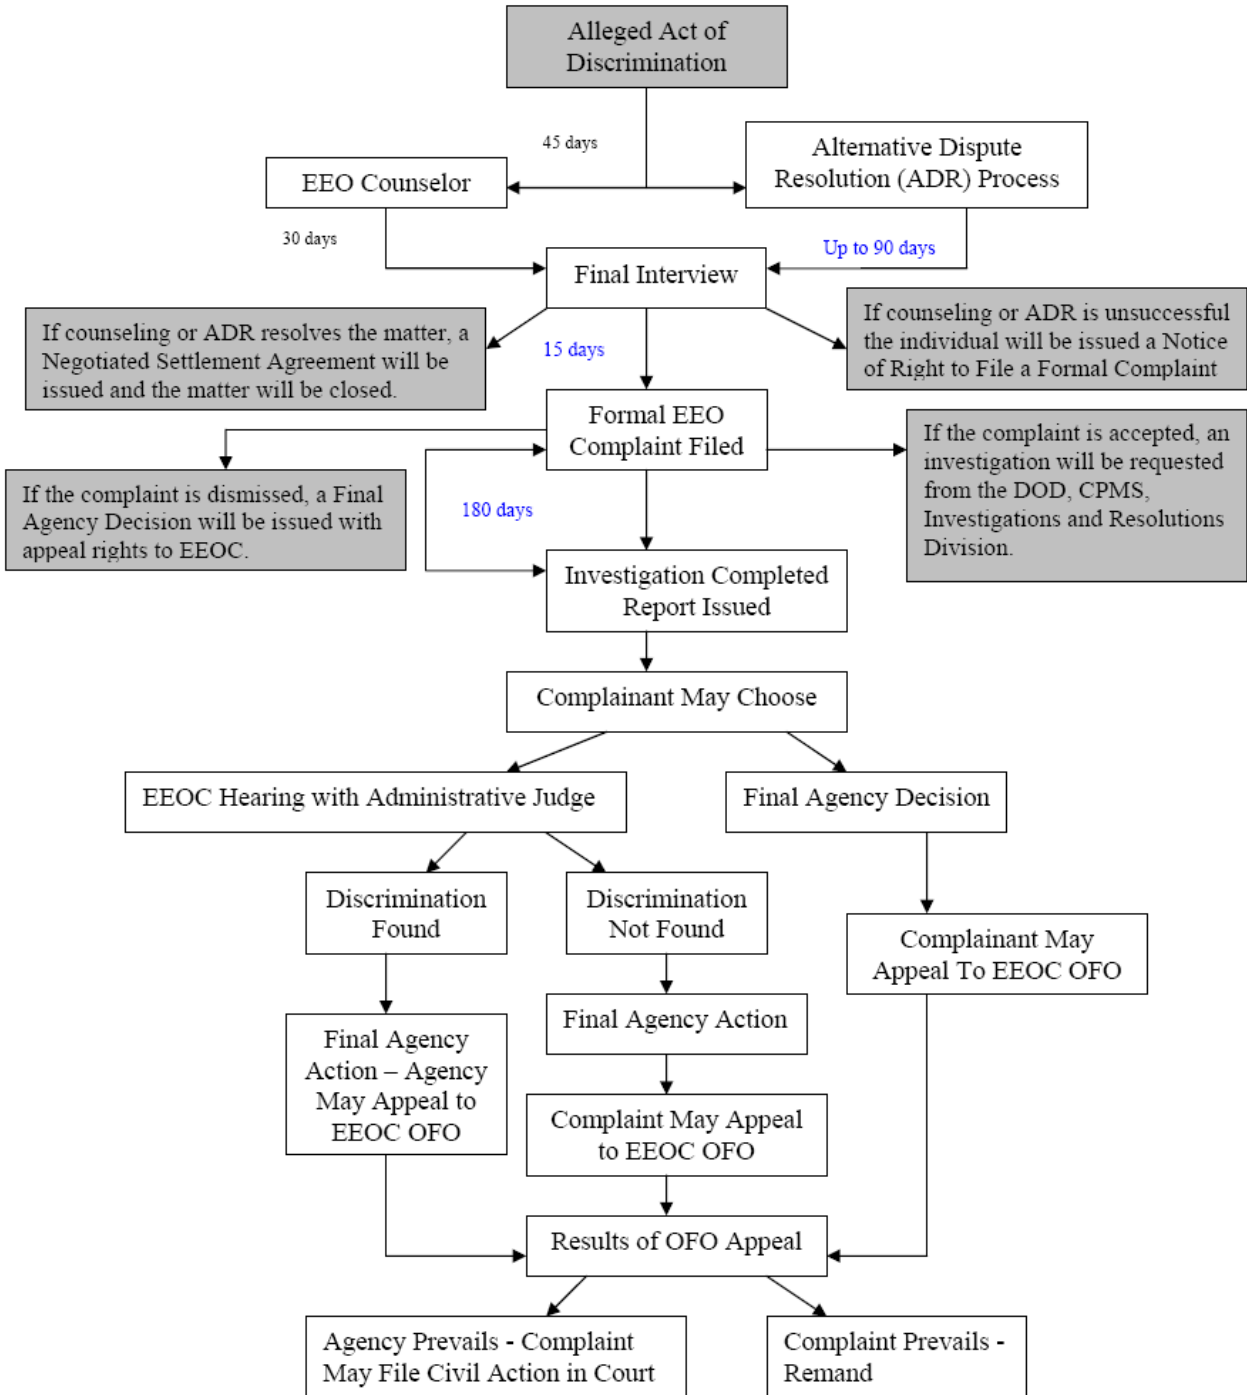 Alleged Act of
Discrimination
45 days
EEO Counselor
Alternative Dispute
Resolution (ADR) Process
30 days
Up to 90 days
Final Interview
If counseling or ADR resolves the matter, a
Negotiated Settlement Agreement will be
issued and the matter will be closed.
15 days
If counseling or ADR is unsuccessful
the individual will be issued a Notice
of Right to File a Formal Complaint
Formal EEO
Complaint Filed
If the complaint is dismissed, a Final
Agency Decision will be issued with
appeal rights to EEOC.
180 days
If the complaint is accepted, an
investigation will be requested
from the DOD, CPMS,
Investigations and Resolutions
Division.
Investigation Completed
Report Issued
Complainant May Choose
EEOC Hearing with Administrative Judge
Final Agency Decision
Discrimination
Found
Discrimination
Not Found
Complainant May
Appeal To EEOC OFO
Final Agency
Action – Agency
May Appeal to
EEOC OFO
Final Agency Action
Complaint May Appeal
to EEOC OFO
Results of OFO Appeal
Agency Prevails - Complaint
May File Civil Action in Court
Complaint Prevails -
Remand